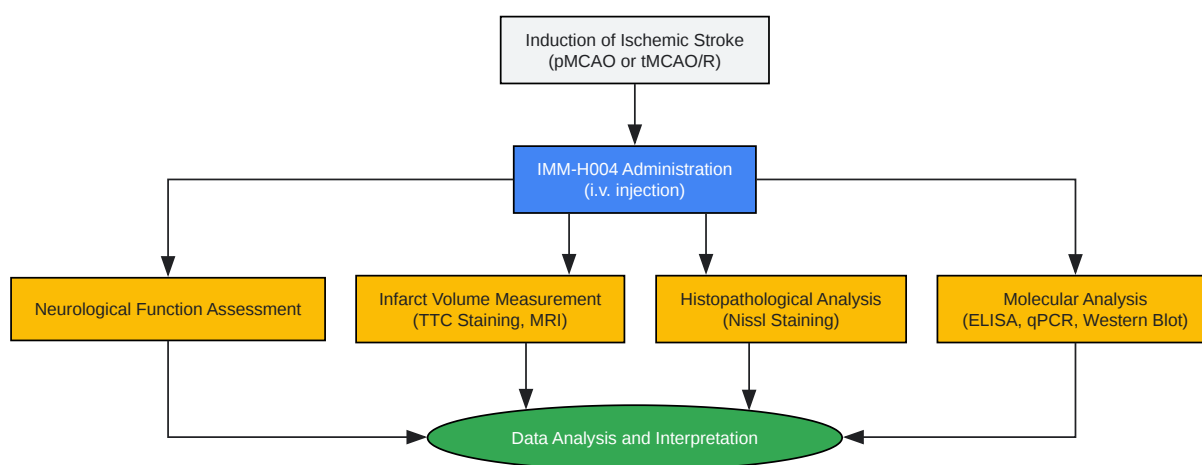 Induction of Ischemic Stroke
(pMCAO or tMCAO/R)
IMM-H004 Administration
(i.v. injection)
Neurological Function Assessment
Infarct Volume Measurement
(TTC Staining, MRI)
Histopathological Analysis
(Nissl Staining)
Molecular Analysis
(ELISA, qPCR, Western Blot)
Data Analysis and Interpretation